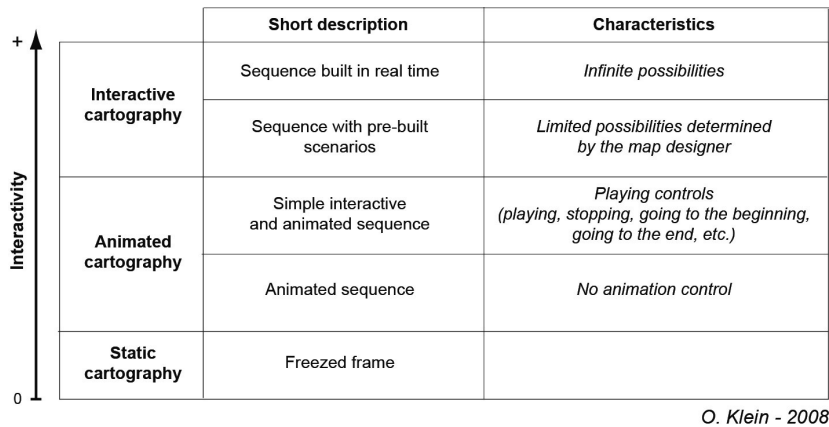 Short description
Characteristics
+
Interactive
cartography
Sequence built in real time
Infinite possibilities
Sequence with pre-built
scenarios
Limited possibilities determined
by the map designer
Interactivity
Animated
cartography
Simple interactive
and animated sequence
Playing controls
(playing, stopping, going to the beginning,
going to the end, etc.)
Animated sequence
No animation control
Static
cartography
Freezed frame
0
O. Klein - 2008